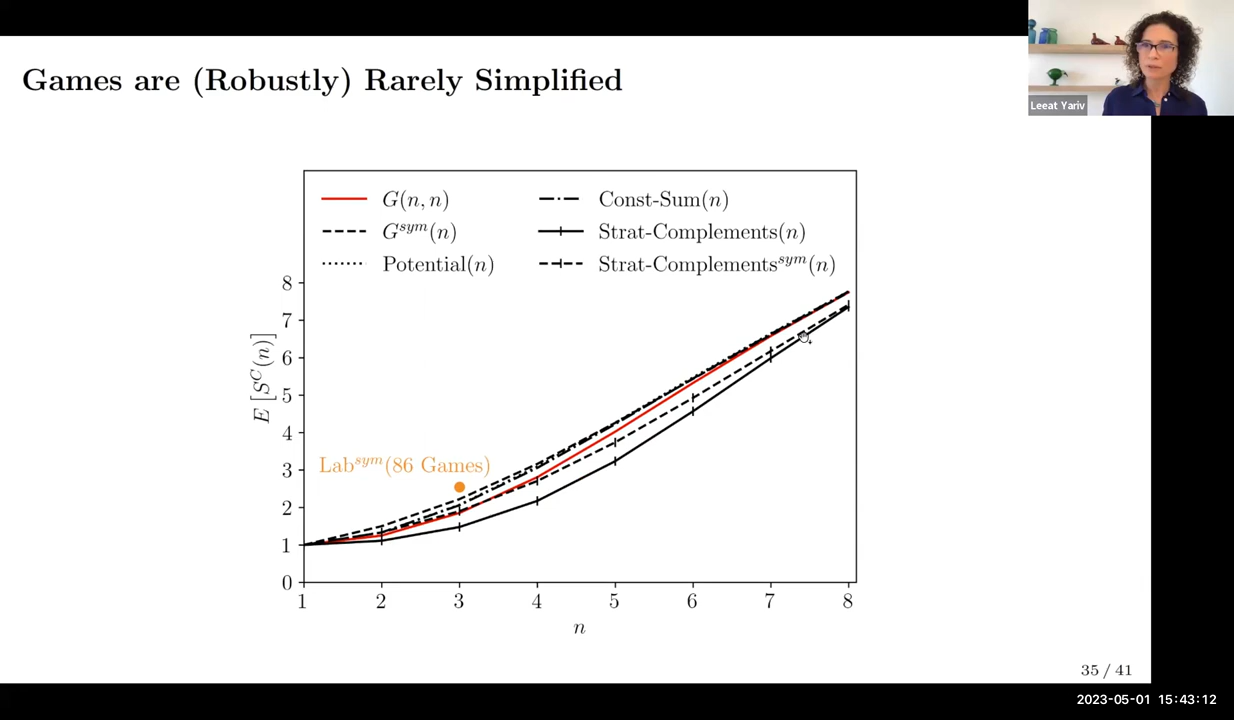 Games are (Robustly) Rarely Simplified
Leeat Yariv
G(n, n)
G^sym(n)
Potential(n)
Const-Sum(n)
Strat-Complements(n)
Strat-Complements^sym(n)
E [S^C(n)]
8
7
6
5
4
3
2
1
0
Lab^sym(86 Games)
1 2 3 4 5 6 7 8
n
35 / 41
2023-05-01 15:43:12